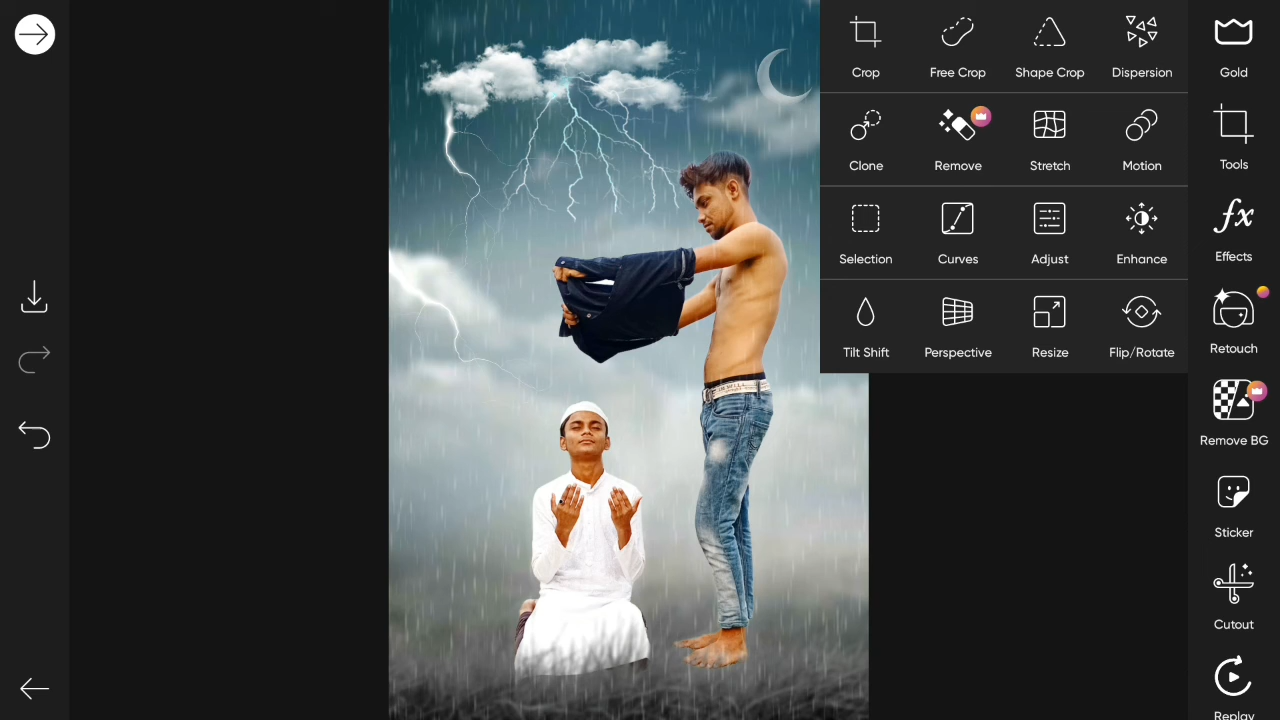 Crop
Free Crop
Shape Crop
Dispersion
Clone
Remove
Stretch
Motion
Selection
Curves
Adjust
Enhance
Tilt Shift
Perspective
Resize
Flip/Rotate
Gold
Tools
fx
Effects
Retouch
Remove BG
Sticker
Cutout
Replay